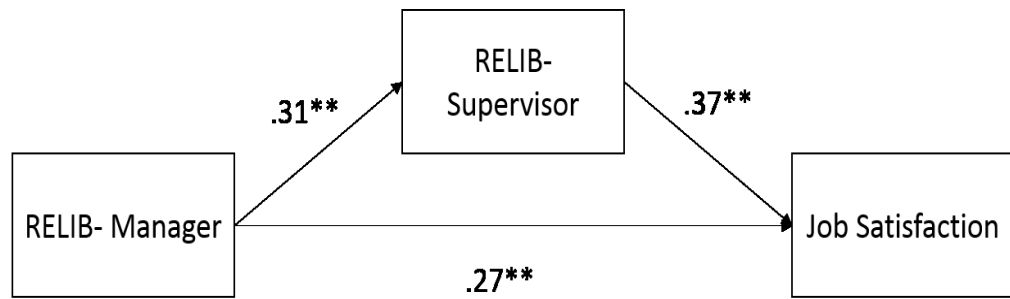 RELIB-
Supervisor
.31**
.37**
RELIB- Manager
Job Satisfaction
.27**